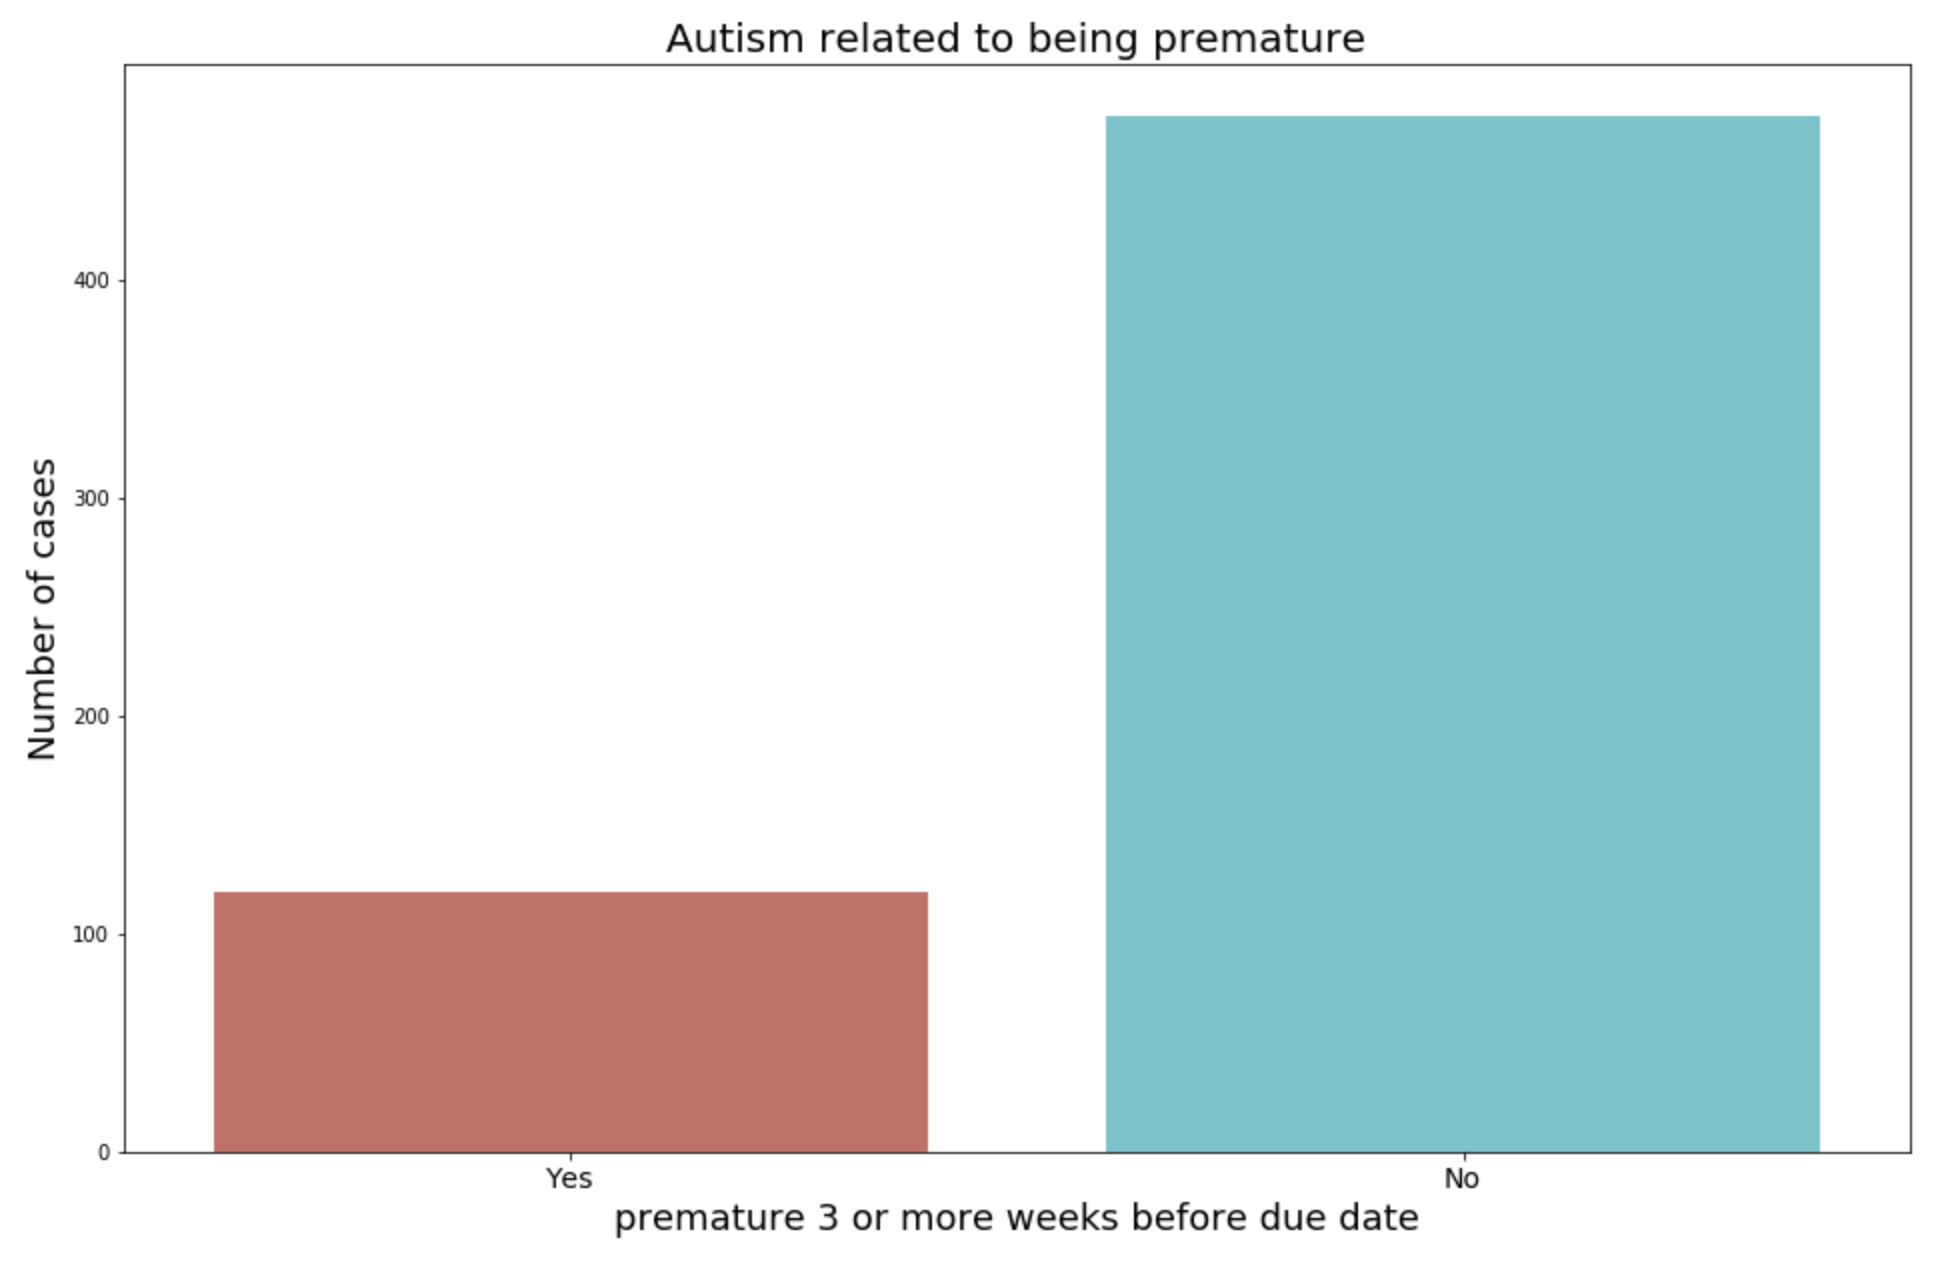 Autism related to being premature
Number of cases
400
300
200
100
0
Yes
No
premature 3 or more weeks before due date